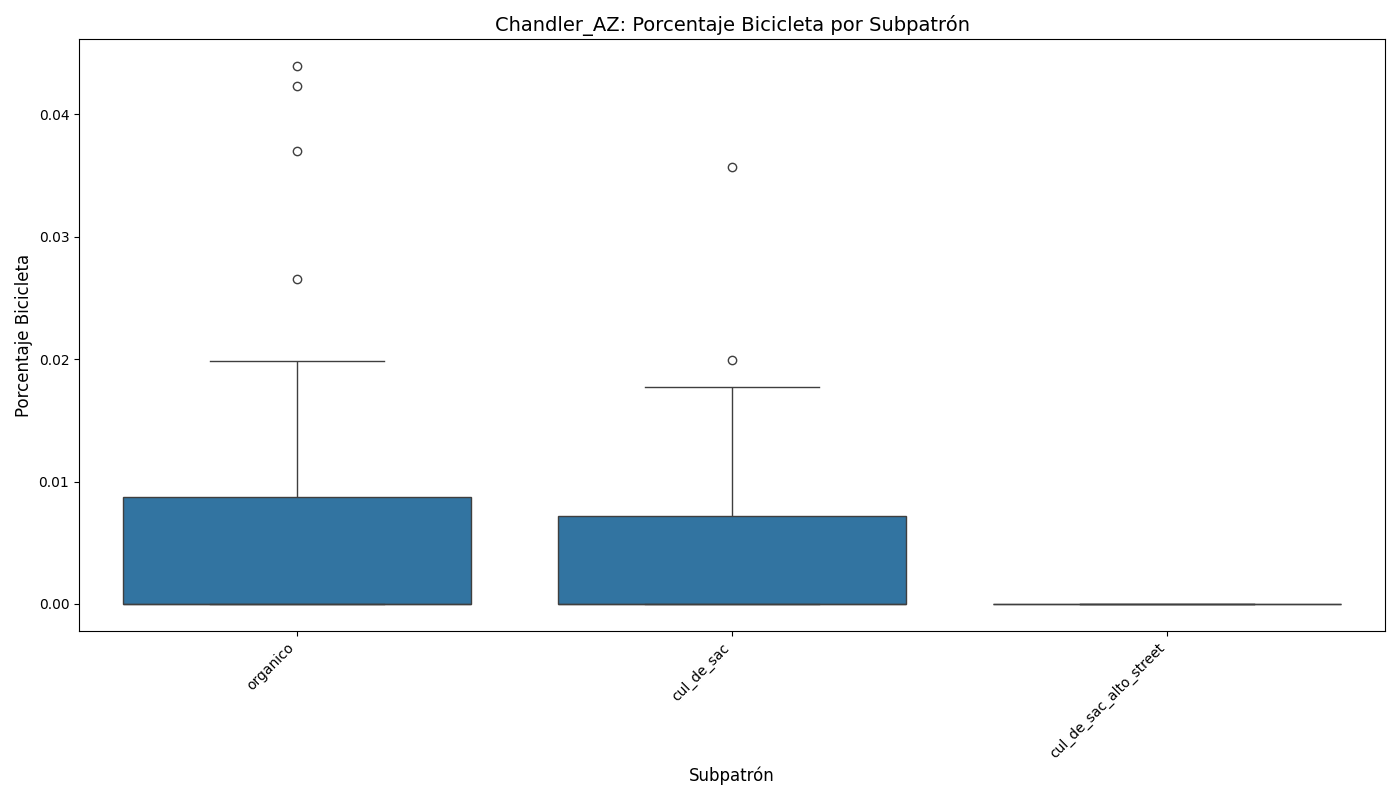 Chandler_AZ: Porcentaje Bicicleta por Subpatrón
Porcentaje Bicicleta
0.04
0.03
0.02
0.01
0.00
organico
cul_de_sac
cul_de_sac_alto_street
Subpatrón